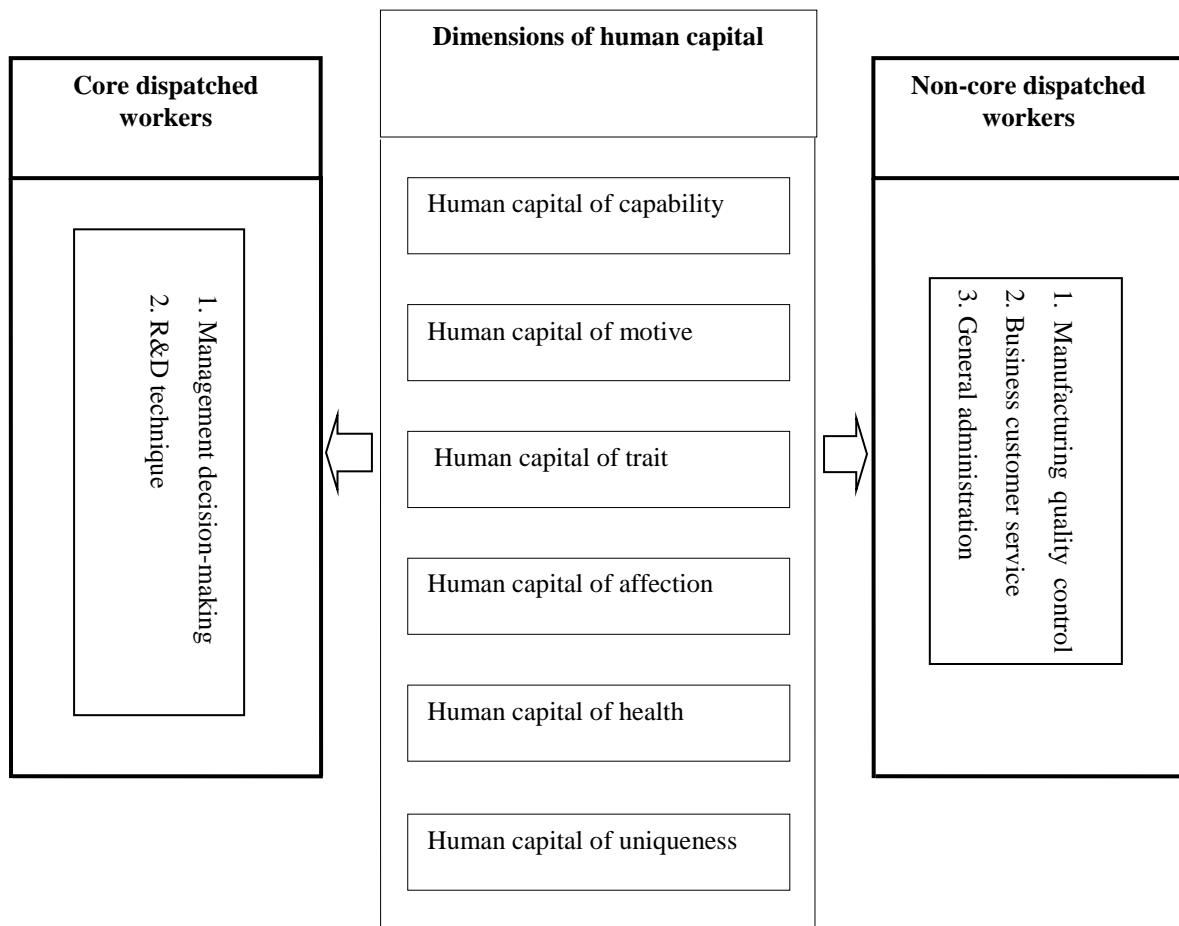 Core dispatched
workers
1. Management decision-making
2. R&D technique
Dimensions of human capital
Human capital of capability
Human capital of motive
Human capital of trait
Human capital of affection
Human capital of health
Human capital of uniqueness
Non-core dispatched
workers
1. Manufacturing quality control
2. Business customer service
3. General administration